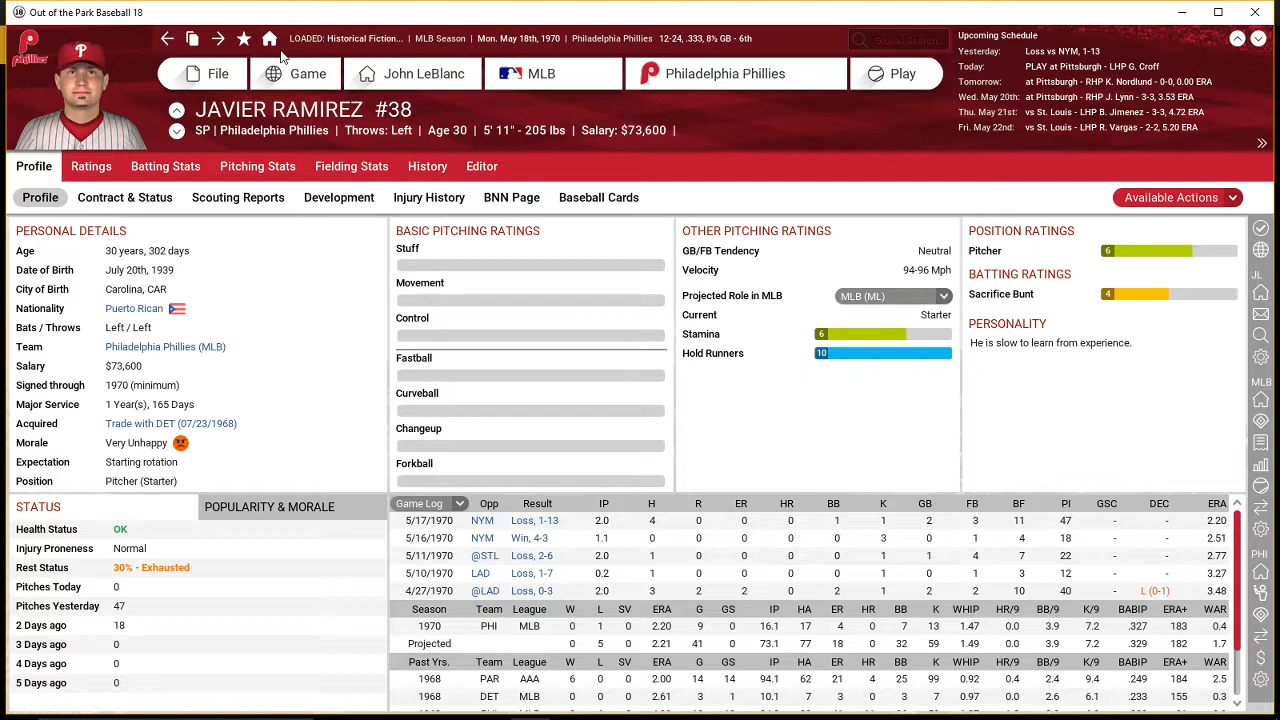 Out of the Park Baseball 18
LOADED: Historical Fiction... | MLB Season | Mon. May 18th, 1970 | Philadelphia Phillies 12-24, .333, 8½ GB - 6th
Global Search...
File Game John LeBlanc MLB Philadelphia Phillies Play
Upcoming Schedule
Yesterday: Loss vs NYM, 1-13
Today: PLAY at Pittsburgh - LHP G. Croff
Tomorrow: at Pittsburgh - RHP K. Nordlund - 0-0, 0.00 ERA
Wed. May 20th: at Pittsburgh - RHP J. Lynn - 3-3, 3.53 ERA
Thu. May 21st: vs St. Louis - LHP B. Jimenez - 3-3, 4.72 ERA
Fri. May 22nd: vs St. Louis - LHP R. Vargas - 2-2, 5.20 ERA
JAVIER RAMIREZ #38
SP | Philadelphia Phillies | Throws: Left | Age 30 | 5' 11" - 205 lbs | Salary: $73,600 |
Profile Ratings Batting Stats Pitching Stats Fielding Stats History Editor
Profile Contract & Status Scouting Reports Development Injury History BNN Page Baseball Cards Available Actions
PERSONAL DETAILS
Age 30 years, 302 days
Date of Birth July 20th, 1939
City of Birth Carolina, CAR
Nationality Puerto Rican
Bats / Throws Left / Left
Team Philadelphia Phillies (MLB)
Salary $73,600
Signed through 1970 (minimum)
Major Service 1 Year(s), 165 Days
Acquired Trade with DET (07/23/1968)
Morale Very Unhappy
Expectation Starting rotation
Position Pitcher (Starter)
BASIC PITCHING RATINGS
Stuff
Movement
Control
Fastball
Curveball
Changeup
Forkball
OTHER PITCHING RATINGS
GB/FB Tendency Neutral
Velocity 94-96 Mph
Projected Role in MLB MLB (ML)
Current Starter
Stamina 6
Hold Runners 10
POSITION RATINGS
Pitcher 6
BATTING RATINGS
Sacrifice Bunt 4
PERSONALITY
He is slow to learn from experience.
JL
MLB
PHI
STATUS POPULARITY & MORALE
Health Status OK
Injury Proneness Normal
Rest Status 30% - Exhausted
Pitches Today 0
Pitches Yesterday 47
2 Days ago 18
3 Days ago 0
4 Days ago 0
5 Days ago 0
Game Log Opp Result IP H R ER HR BB K GB FB BF PI GSC DEC ERA
5/17/1970 NYM Loss, 1-13 2.0 4 0 0 0 1 1 2 3 11 47 - - 2.20
5/16/1970 NYM Win, 4-3 1.1 0 0 0 0 0 3 0 1 4 18 - - 2.51
5/11/1970 @STL Loss, 2-6 2.0 1 0 0 0 0 1 1 4 7 22 - - 2.77
5/10/1970 LAD Loss, 1-7 0.2 1 0 0 0 0 1 0 1 3 12 - - 3.27
4/27/1970 @LAD Loss, 0-3 2.0 3 2 2 0 2 1 2 2 10 40 - L (0-1) 3.48
Season Team League W L SV ERA G GS IP HA ER HR BB K WHIP HR/9 BB/9 K/9 BABIP ERA+ WAR
1970 PHI MLB 0 1 0 2.20 9 0 16.1 17 4 0 7 13 1.47 0.0 3.9 7.2 .327 183 0.4
Projected 0 5 0 2.21 41 0 73.1 77 18 0 32 59 1.49 0.0 3.9 7.2 .329 182 1.7
Past Yrs. Team League W L SV ERA G GS IP HA ER HR BB K WHIP HR/9 BB/9 K/9 BABIP ERA+ WAR
1968 PAR AAA 6 0 0 2.00 14 14 94.1 62 21 4 25 99 0.92 0.4 2.4 9.4 .249 184 2.5
1968 DET MLB 0 0 0 2.61 3 1 10.1 7 3 0 3 7 0.97 0.0 2.6 6.1 .233 155 0.3